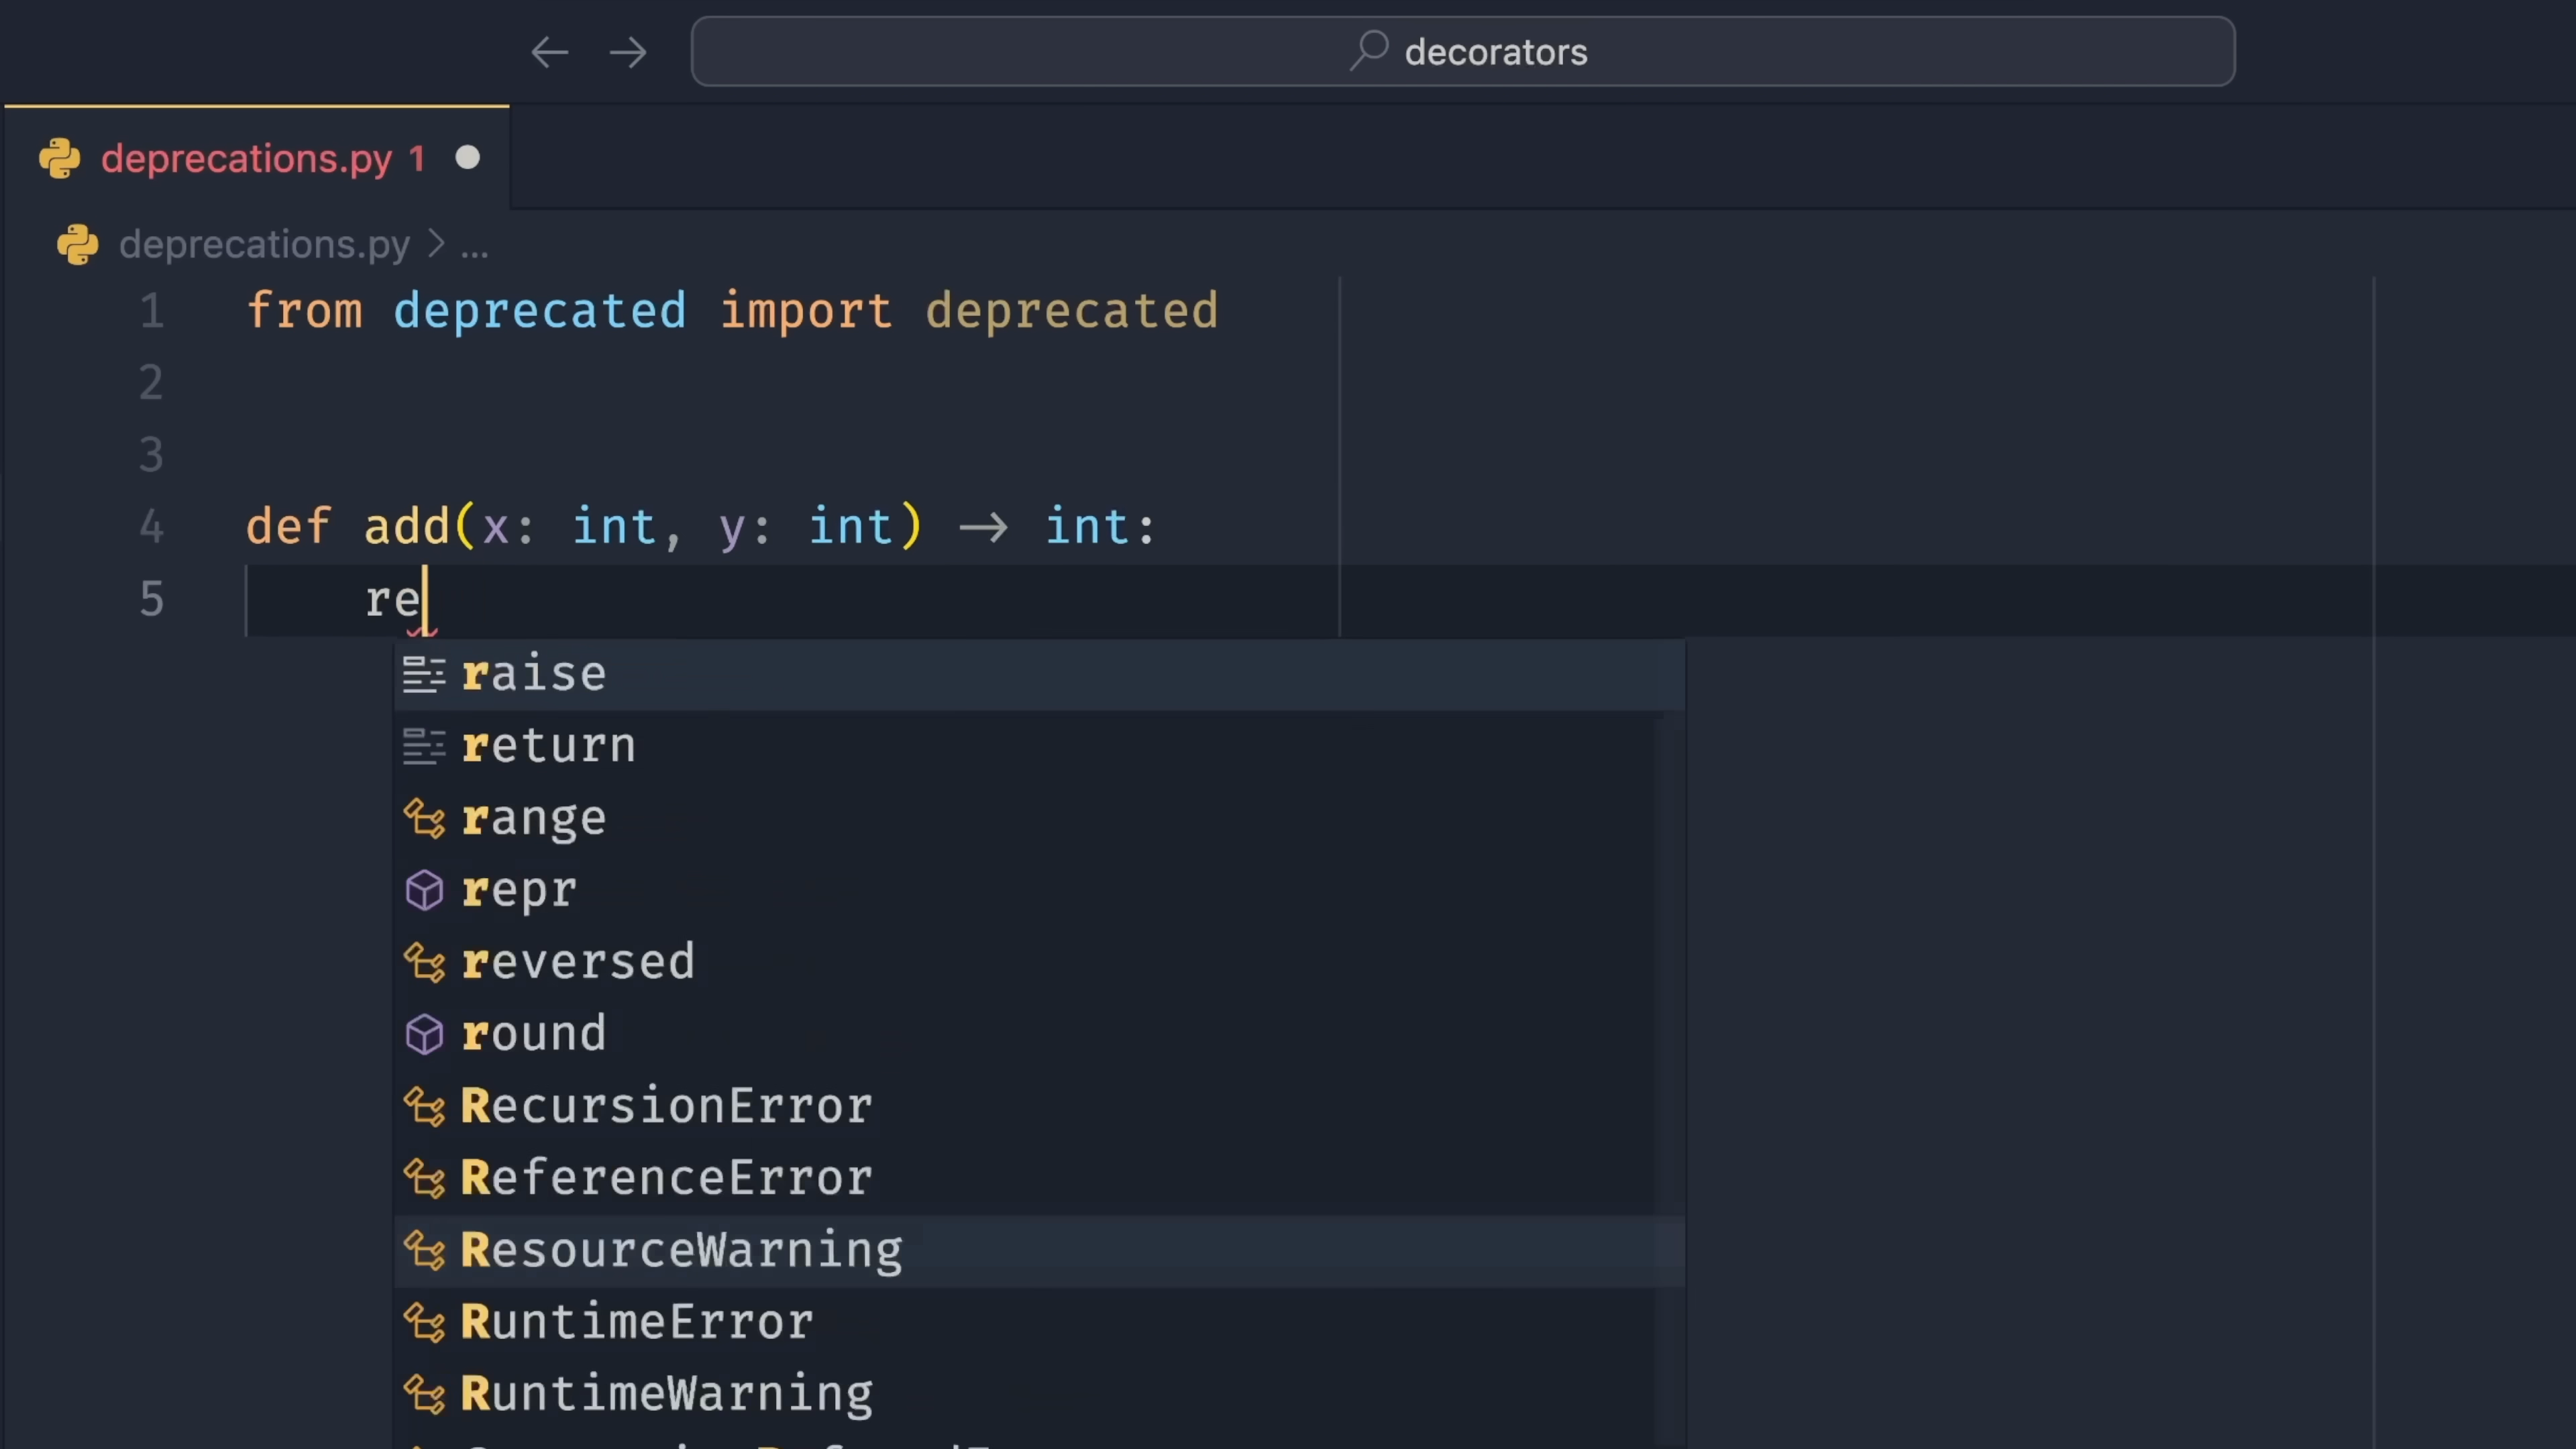 decorators
deprecations.py 1
deprecations.py > ...
1 from deprecated import deprecated
2
3
4 def add(x: int, y: int) → int:
5 re
raise
return
range
repr
reversed
round
RecursionError
ReferenceError
ResourceWarning
RuntimeError
RuntimeWarning